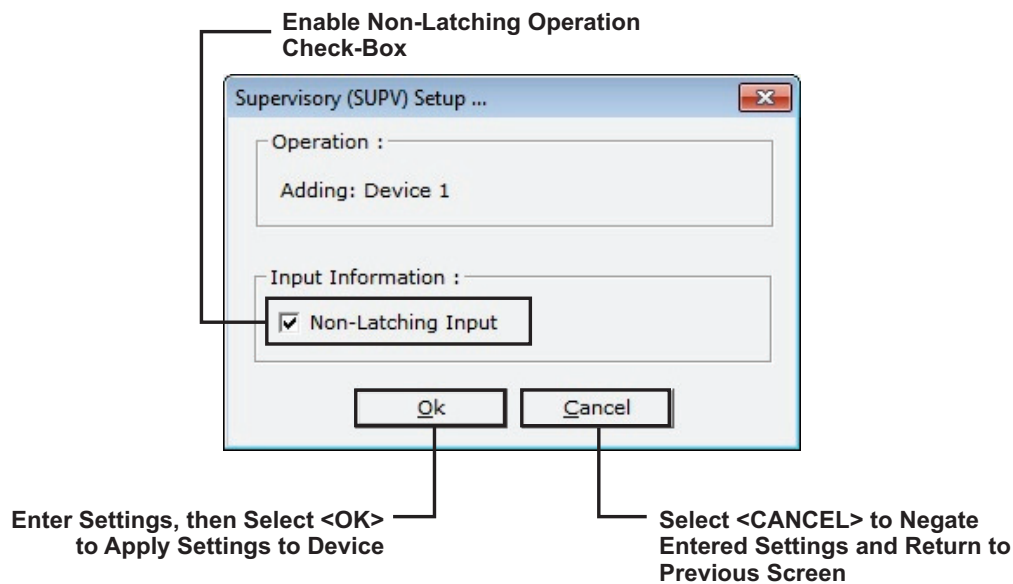 Enable Non-Latching Operation
Check-Box
Supervisory (SUPV) Setup ...
Operation :
Adding: Device 1
Input Information :
Non-Latching Input
Ok
Cancel
Enter Settings, then Select <OK>
to Apply Settings to Device
Select <CANCEL> to Negate
Entered Settings and Return to
Previous Screen